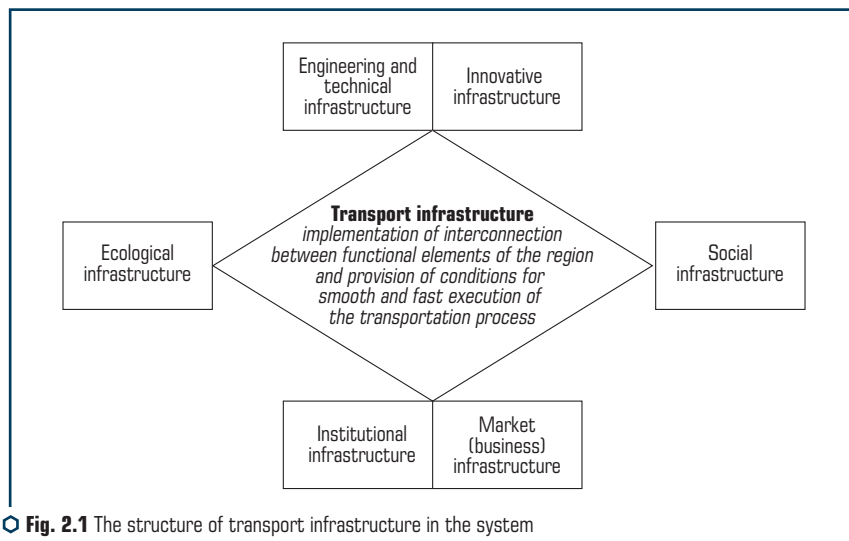 Engineering and
technical
infrastructure
Innovative
infrastructure
Transport infrastructure
implementation of interconnection
between functional elements of the region
and provision of conditions for
smooth and fast execution of
the transportation process
Ecological
infrastructure
Social
infrastructure
Institutional
infrastructure
Market
(business)
infrastructure
Fig. 2.1 The structure of transport infrastructure in the system